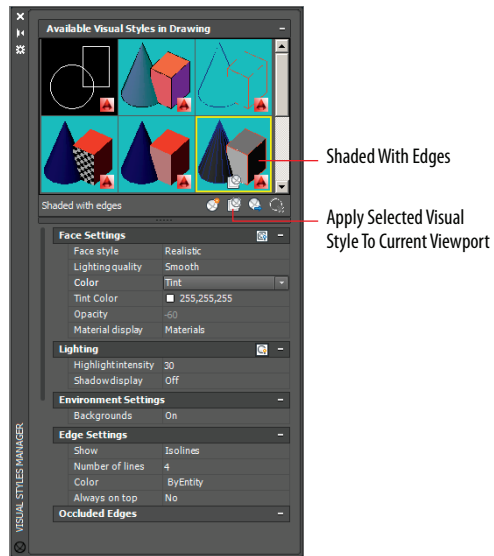 Available Visual Styles in Drawing
Shaded With Edges
Shaded with edges
Apply Selected Visual
Style To Current Viewport
Face Settings
Face style Realistic
Lighting quality Smooth
Color Tint
Tint Color 255,255,255
Opacity -60
Material display Materials
Lighting
Highlight intensity 30
Shadow display Off
Environment Settings
Backgrounds On
Edge Settings
Show Isolines
Number of lines 4
Color ByEntity
Always on top No
Occluded Edges
VISUAL STYLES MANAGER